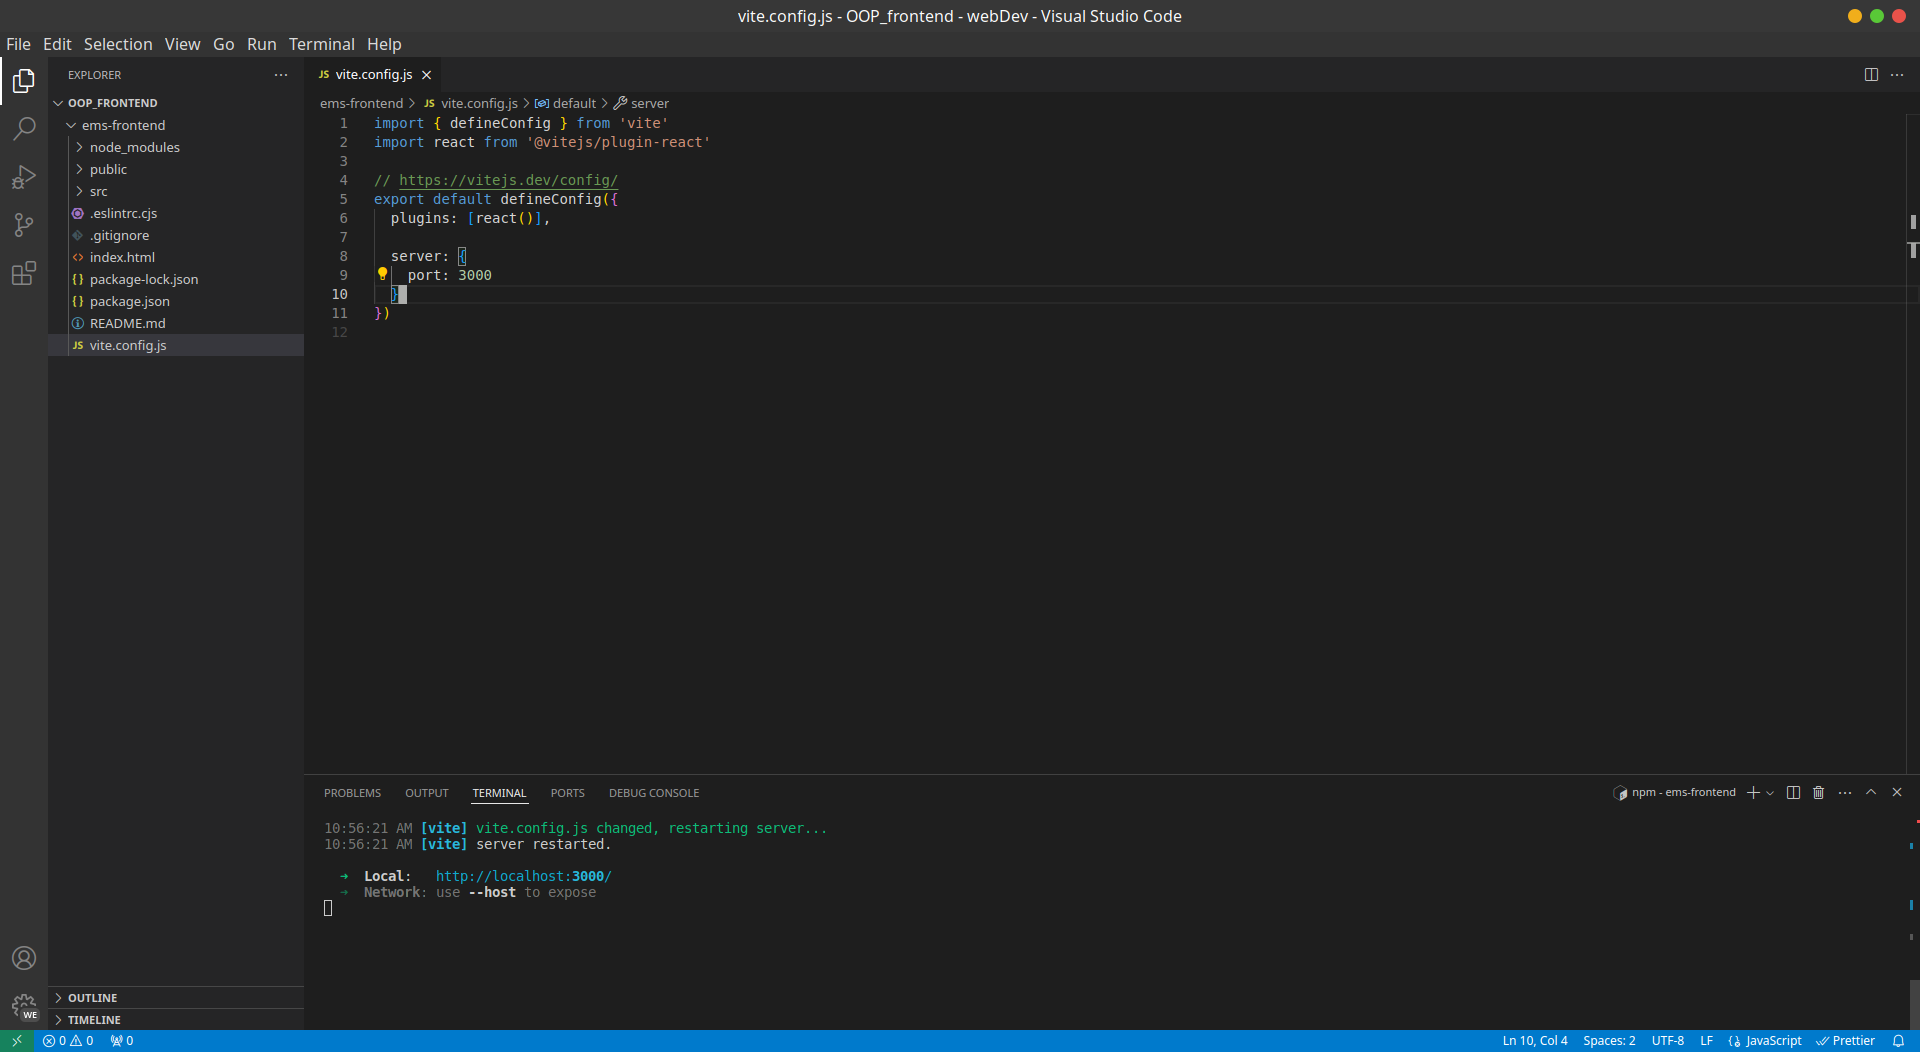 vite.config.js - OOP_frontend - webDev - Visual Studio Code
File Edit Selection View Go Run Terminal Help
EXPLORER
OOP_FRONTEND
ems-frontend
node_modules
public
src
.eslintrc.cjs
.gitignore
index.html
package-lock.json
package.json
README.md
JS vite.config.js
OUTLINE
TIMELINE
JS vite.config.js
ems-frontend > JS vite.config.js > default > server
1 import { defineConfig } from 'vite'
2 import react from '@vitejs/plugin-react'
3
4 // https://vitejs.dev/config/
5 export default defineConfig({
6 plugins: [react()],
7
8 server: {
9 port: 3000
10 }
11 })
12
PROBLEMS OUTPUT TERMINAL PORTS DEBUG CONSOLE
npm - ems-frontend
10:56:21 AM [vite] vite.config.js changed, restarting server...
10:56:21 AM [vite] server restarted.
➜ Local: http://localhost:3000/
➜ Network: use --host to expose
WE
0 0 0
Ln 10, Col 4 Spaces: 2 UTF-8 LF JavaScript Prettier